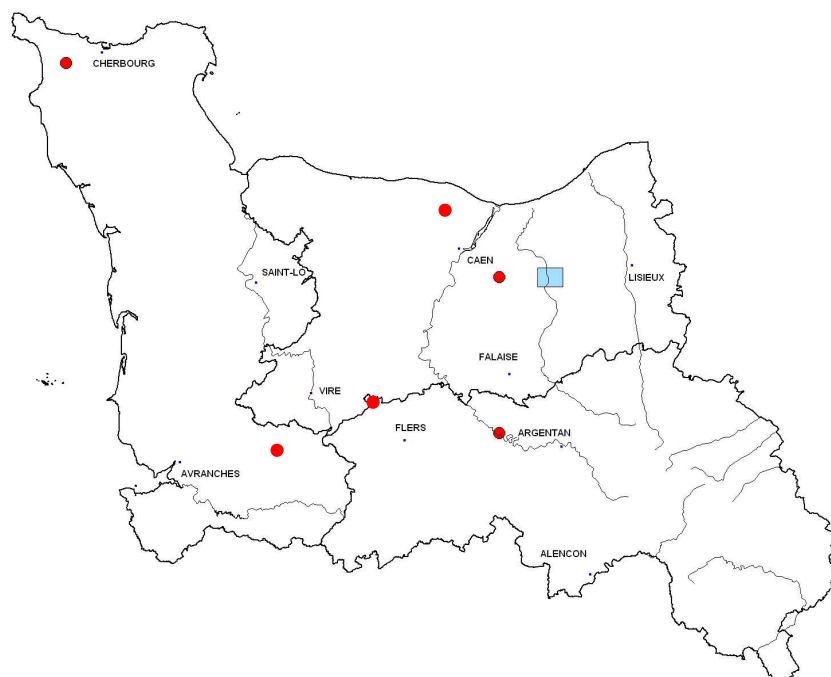 CHERBOURG
CAEN
SAINT-LO
LISIEUX
FALAISE
VIRE
FLERS
ARGENTAN
AVRANCHES
ALENCON